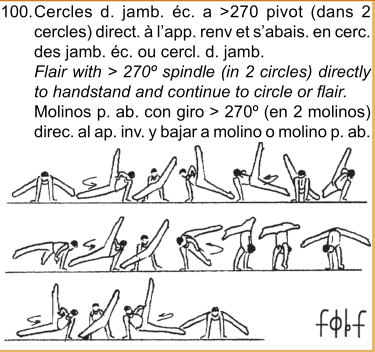 100.Cercles d. jamb. éc. a >270 pivot (dans 2
cercles) direct. à l'app. renv et s'abais. en cerc.
des jamb. éc. ou cercl. d. jamb.
Flair with > 270º spindle (in 2 circles) directly
to handstand and continue to circle or flair.
Molinos p. ab. con giro > 270º (en 2 molinos)
direc. al ap. inv. y bajar a molino o molino p. ab.